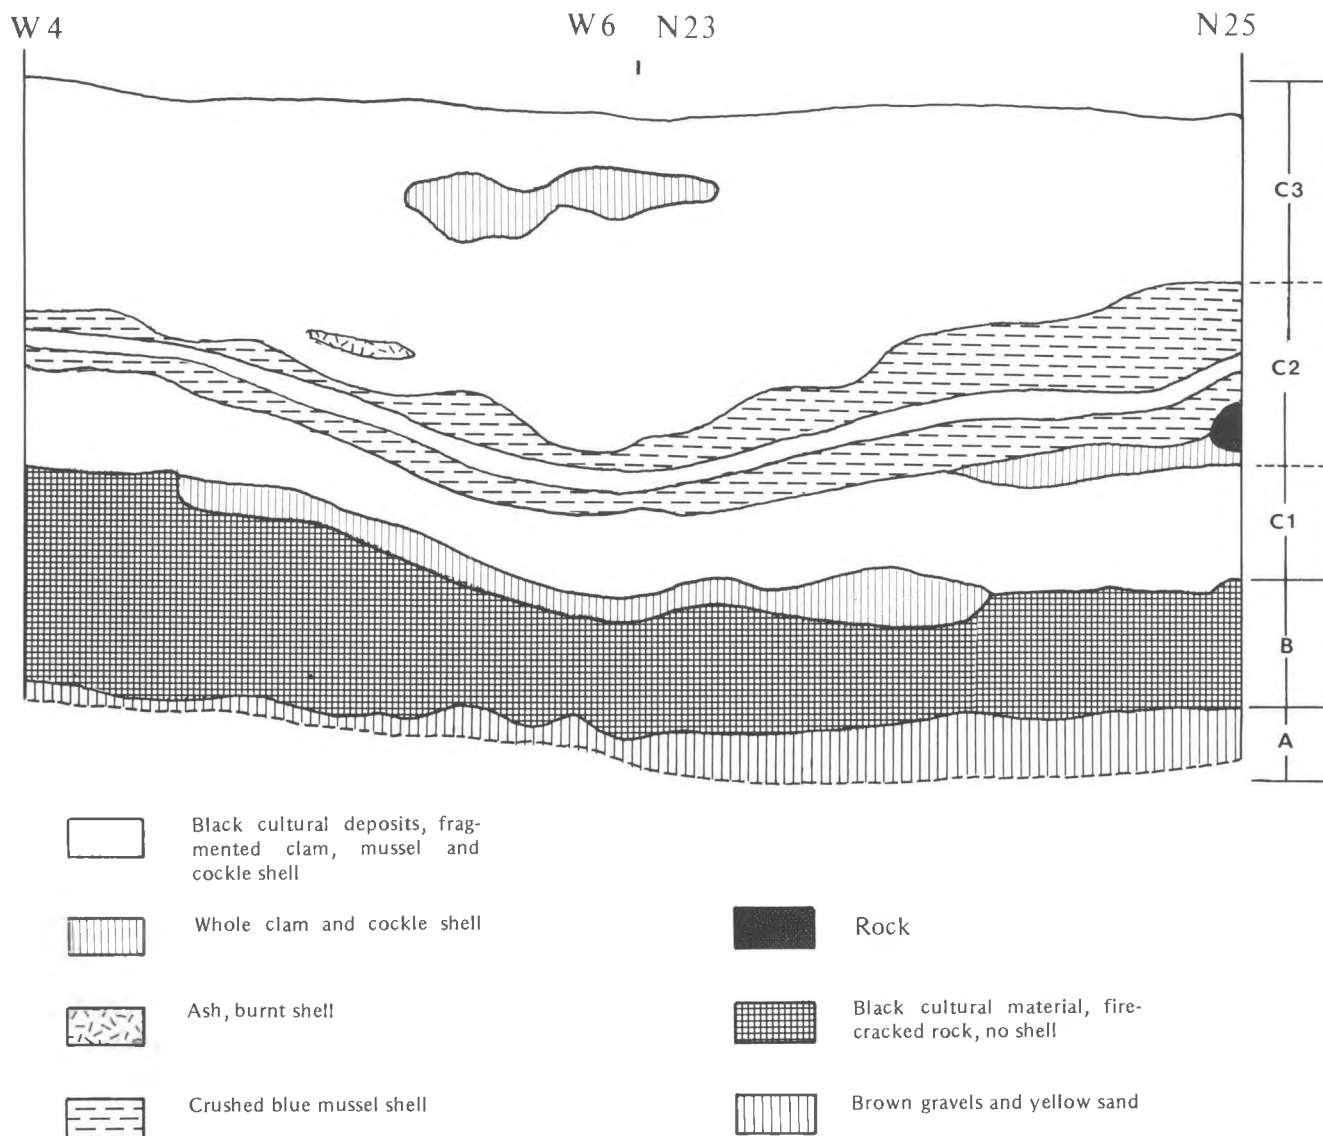 W4 W6 N23 N25
C3
C2
C1
B
A
Black cultural deposits, frag-
mented clam, mussel and
cockle shell
Whole clam and cockle shell
Ash, burnt shell
Crushed blue mussel shell
Rock
Black cultural material, fire-
cracked rock, no shell
Brown gravels and yellow sand